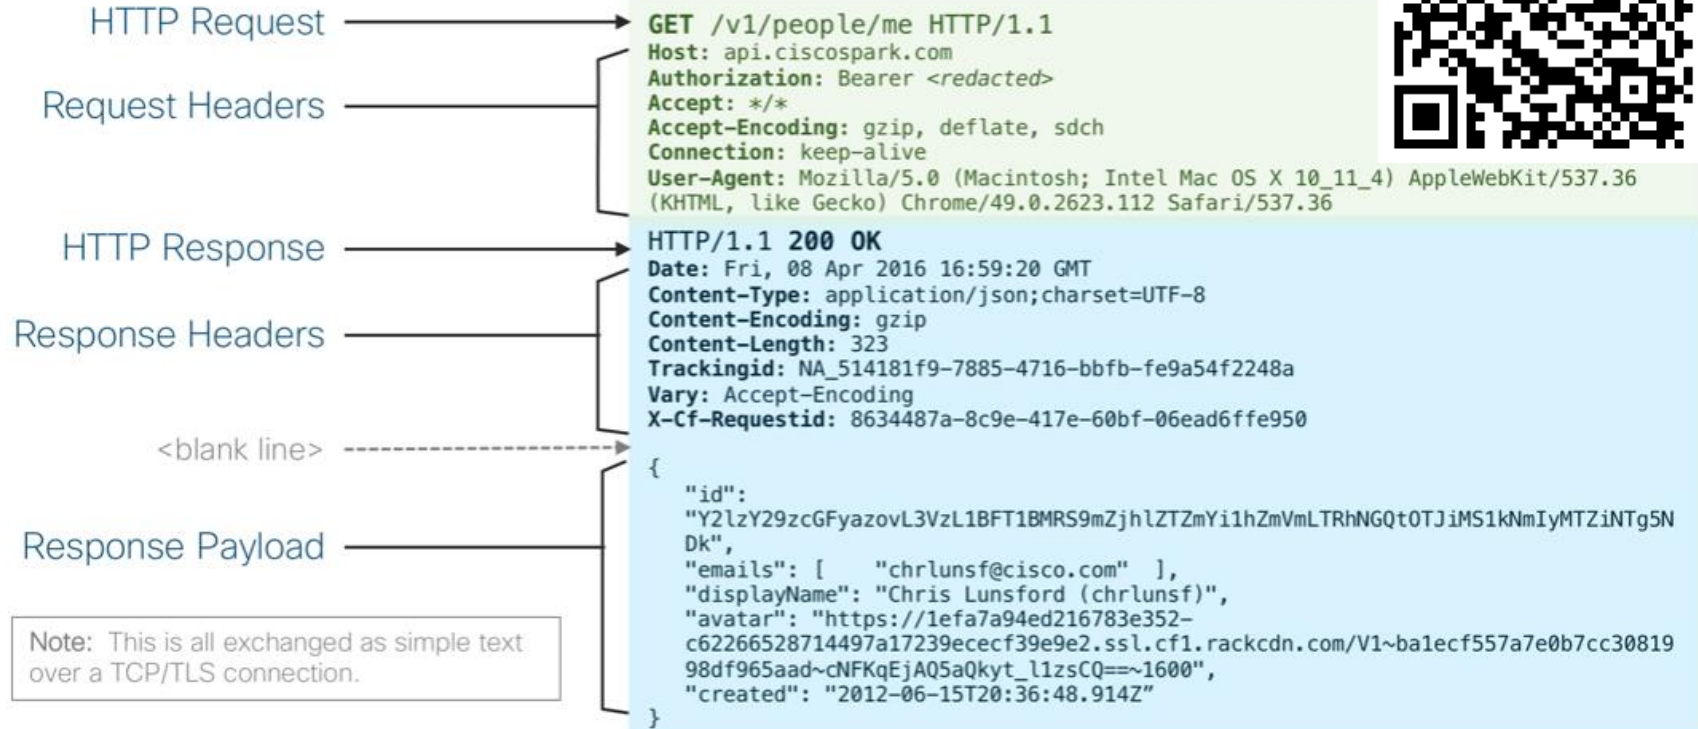 HTTP Request
GET /v1/people/me HTTP/1.1
Request Headers
Host: api.ciscospark.com
Authorization: Bearer <redacted>
Accept: */*
Accept-Encoding: gzip, deflate, sdch
Connection: keep-alive
User-Agent: Mozilla/5.0 (Macintosh; Intel Mac OS X 10_11_4) AppleWebKit/537.36
(KHTML, like Gecko) Chrome/49.0.2623.112 Safari/537.36
HTTP Response
HTTP/1.1 200 OK
Response Headers
Date: Fri, 08 Apr 2016 16:59:20 GMT
Content-Type: application/json;charset=UTF-8
Content-Encoding: gzip
Content-Length: 323
Trackingid: NA_514181f9-7885-4716-bbfb-fe9a54f2248a
Vary: Accept-Encoding
X-Cf-Requestid: 8634487a-8c9e-417e-60bf-06ead6ffe950
<blank line>
Response Payload
{
"id":
"Y2lzY29zcGFyazovL3VzL1BFT1BMRS9mZjhlZTZmYi1hZmVmLTRhNGQtOTJiMS1kNmIyMTZiNTg5N
Dk",
"emails": [ "chrlunsf@cisco.com" ],
"displayName": "Chris Lunsford (chrlunsf)",
"avatar": "https://1efa7a94ed216783e352-
c62266528714497a17239ececf39e9e2.ssl.cf1.rackcdn.com/V1~ba1ecf557a7e0b7cc30819
98df965aad~cNFKqEjAQ5aQkyt_l1zsCQ==~1600",
"created": "2012-06-15T20:36:48.914Z”
}
Note: This is all exchanged as simple text
over a TCP/TLS connection.